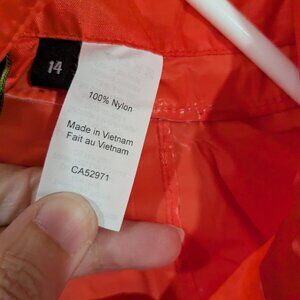 14
100% Nylon
Made in Vietnam
Fait au Vietnam
CA52971